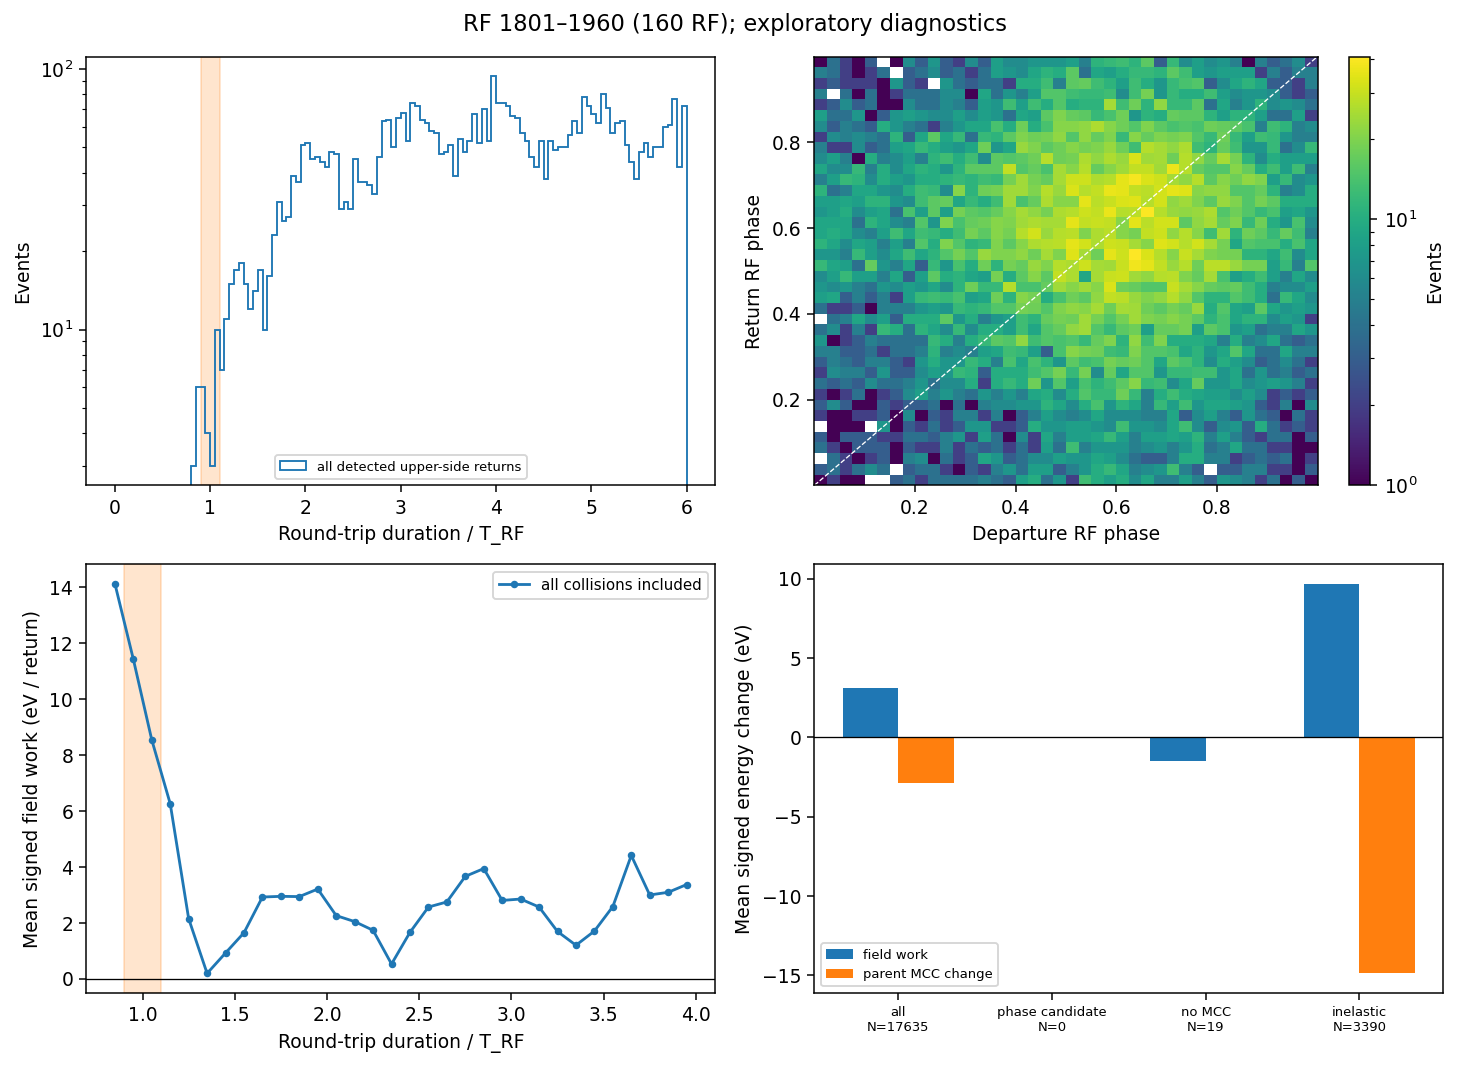 RF 1801–1960 (160 RF); exploratory diagnostics
10²
10¹
Events
all detected upper-side returns
0 1 2 3 4 5 6
Round-trip duration / T_RF
0.8
0.6
0.4
0.2
Return RF phase
0.2 0.4 0.6 0.8
Departure RF phase
10¹
10⁰
Events
14
12
10
8
6
4
2
0
Mean signed field work (eV / return)
all collisions included
1.0 1.5 2.0 2.5 3.0 3.5 4.0
Round-trip duration / T_RF
10
5
0
−5
−10
−15
Mean signed energy change (eV)
field work
parent MCC change
all phase candidate no MCC inelastic
N=17635 N=0 N=19 N=3390